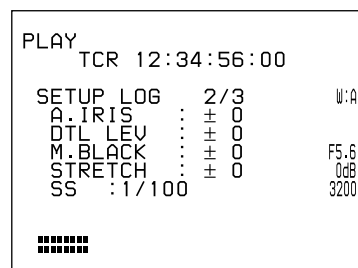 PLAY
TCR 12:34:56:00
SETUP LOG 2/3 W:A
A.IRIS : ± 0
DTL LEV : ± 0
M.BLACK : ± 0 F5.6
STRETCH : ± 0 0dB
SS :1/100 3200